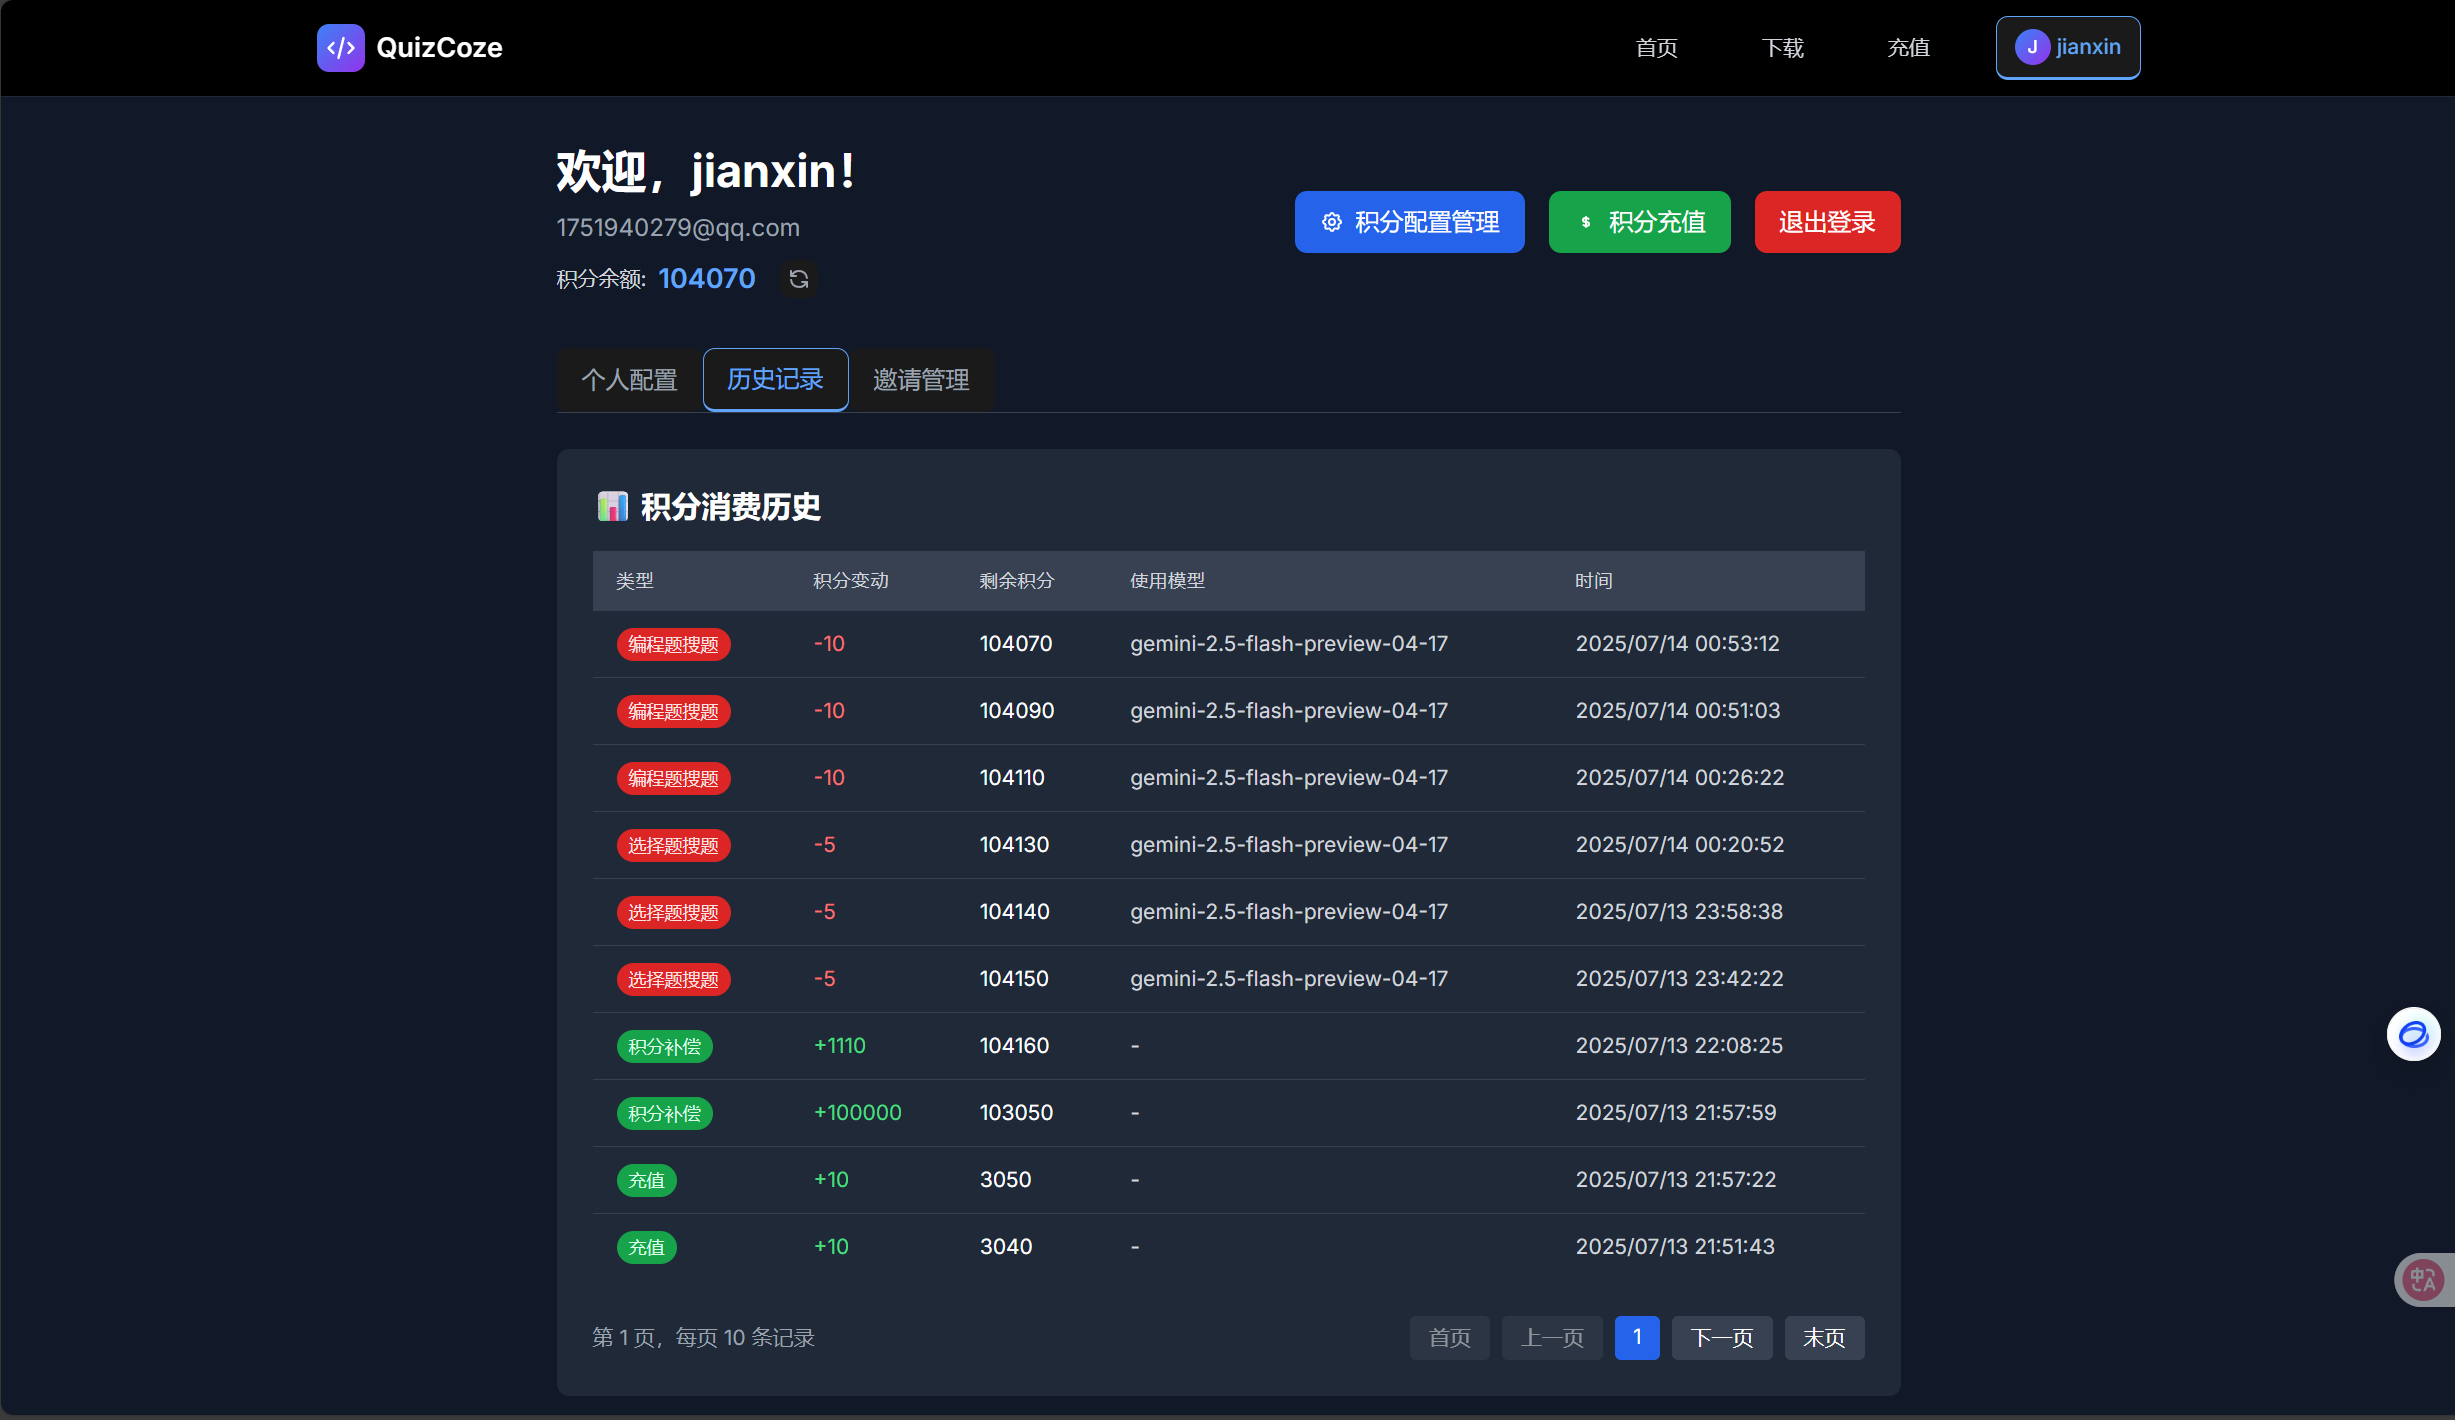 QuizCoze
首页 下载 充值 J jianxin
欢迎，jianxin！
1751940279@qq.com
积分余额: 104070
积分配置管理 $ 积分充值 退出登录
个人配置 历史记录 邀请管理
积分消费历史
类型 积分变动 剩余积分 使用模型 时间
编程题搜题 -10 104070 gemini-2.5-flash-preview-04-17 2025/07/14 00:53:12
编程题搜题 -10 104090 gemini-2.5-flash-preview-04-17 2025/07/14 00:51:03
编程题搜题 -10 104110 gemini-2.5-flash-preview-04-17 2025/07/14 00:26:22
选择题搜题 -5 104130 gemini-2.5-flash-preview-04-17 2025/07/14 00:20:52
选择题搜题 -5 104140 gemini-2.5-flash-preview-04-17 2025/07/13 23:58:38
选择题搜题 -5 104150 gemini-2.5-flash-preview-04-17 2025/07/13 23:42:22
积分补偿 +1110 104160 - 2025/07/13 22:08:25
积分补偿 +100000 103050 - 2025/07/13 21:57:59
充值 +10 3050 - 2025/07/13 21:57:22
充值 +10 3040 - 2025/07/13 21:51:43
第 1 页，每页 10 条记录 首页 上一页 1 下一页 末页
中 A